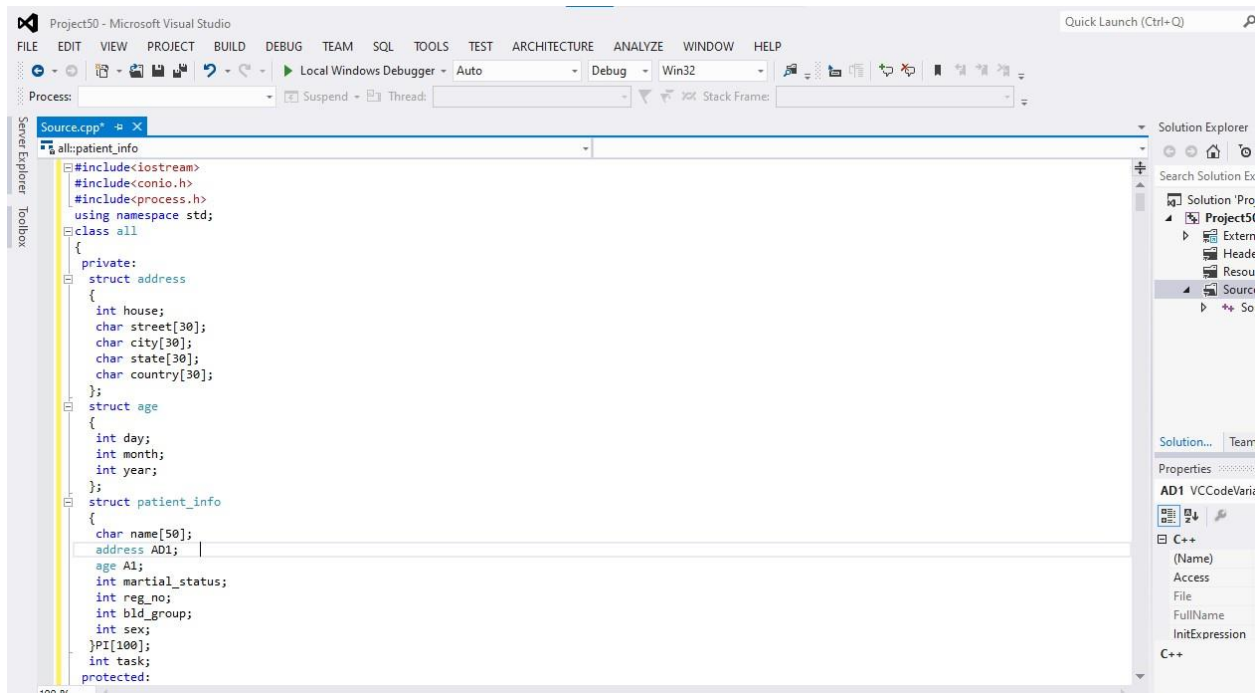 Project50 - Microsoft Visual Studio
Quick Launch (Ctrl+Q)
FILE EDIT VIEW PROJECT BUILD DEBUG TEAM SQL TOOLS TEST ARCHITECTURE ANALYZE WINDOW HELP
Local Windows Debugger Auto Debug Win32
Process: Suspend Thread: Stack Frame:
Server Explorer
Toolbox
Source.cpp*
all::patient_info
#include<iostream>
#include<conio.h>
#include<process.h>
using namespace std;
class all
{
private:
struct address
{
int house;
char street[30];
char city[30];
char state[30];
char country[30];
};
struct age
{
int day;
int month;
int year;
};
struct patient_info
{
char name[50];
address AD1;
age A1;
int martial_status;
int reg_no;
int bld_group;
int sex;
}PI[100];
int task;
protected:
100 %
Solution Explorer
Search Solution Ex
Solution 'Proj
Project50
Extern
Heade
Resou
Source
So
Solution... Team
Properties
AD1 VCCodeVaria
C++
(Name)
Access
File
FullName
InitExpression
C++